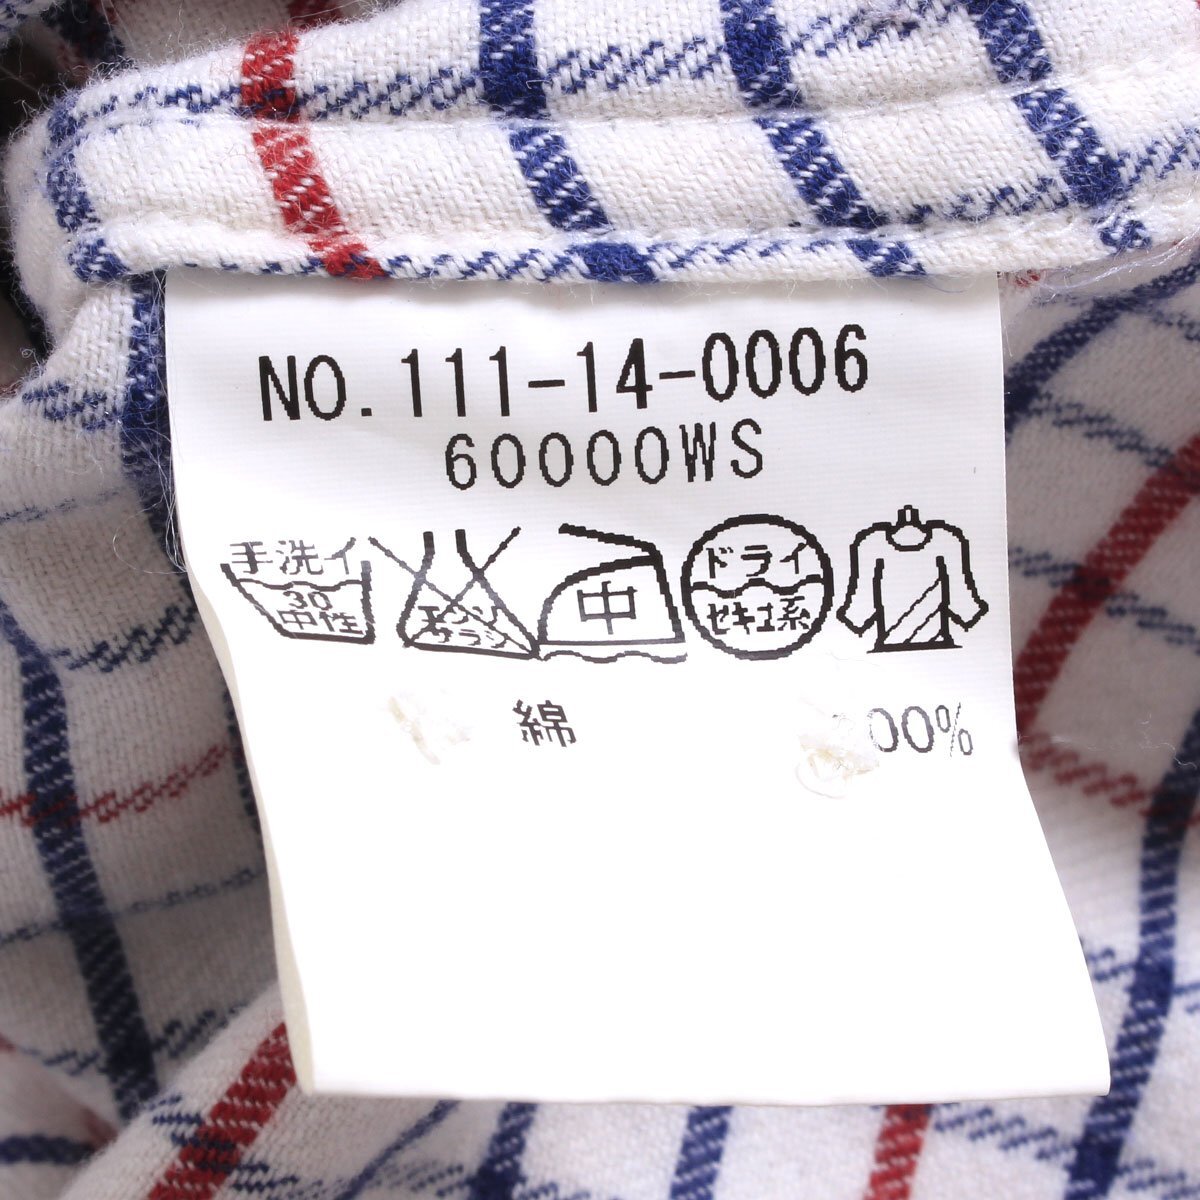 NO. 111-14-0006
60000WS
手洗イ
30
中性
エンソ
サラシ
中
ドライ
セキユ系
綿 100%